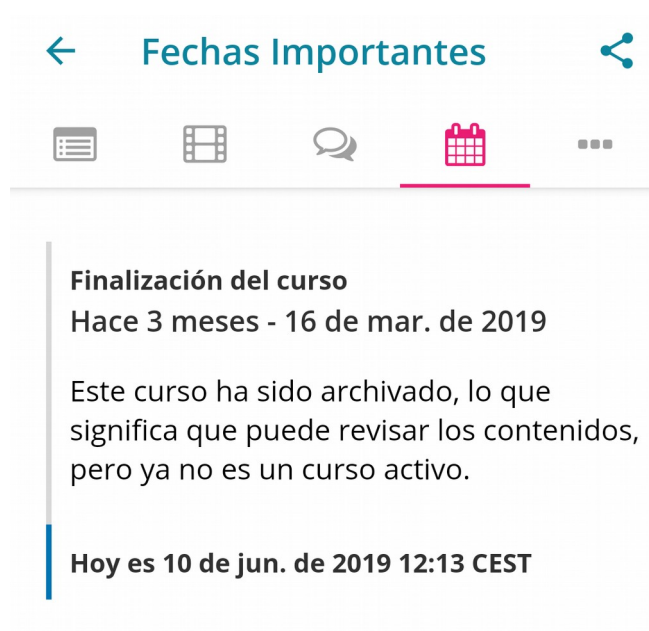 Fechas Importantes
Finalización del curso
Hace 3 meses - 16 de mar. de 2019
Este curso ha sido archivado, lo que
significa que puede revisar los contenidos,
pero ya no es un curso activo.
Hoy es 10 de jun. de 2019 12:13 CEST